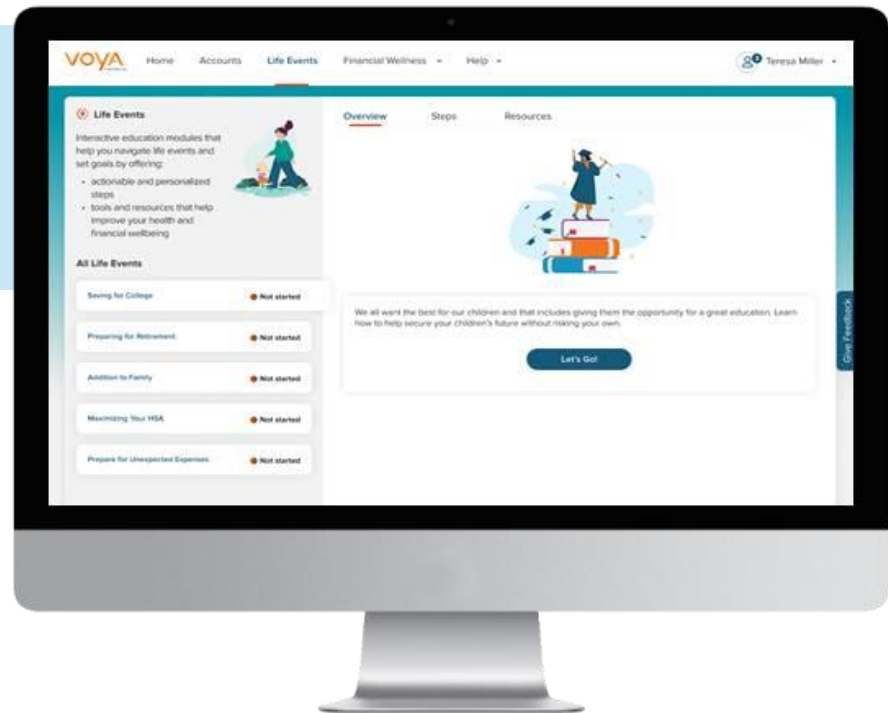 VOYA Home Accounts Life Events Financial Wellness Help Teresa Miller
Life Events
Interactive education modules that
help you navigate life events and
set goals by offering:
• actionable and personalized
steps
• tools and resources that help
improve your health and
financial wellbeing
All Life Events
Saving for College Not started
Preparing for Retirement Not started
Addition to Family Not started
Maximizing Your HSA Not started
Prepare for Unexpected Expenses Not started
Overview Steps Resources
We all want the best for our children and that includes giving them the opportunity for a great education. Learn
how to help secure your children's future without risking your own.
Let's Go!
Give Feedback